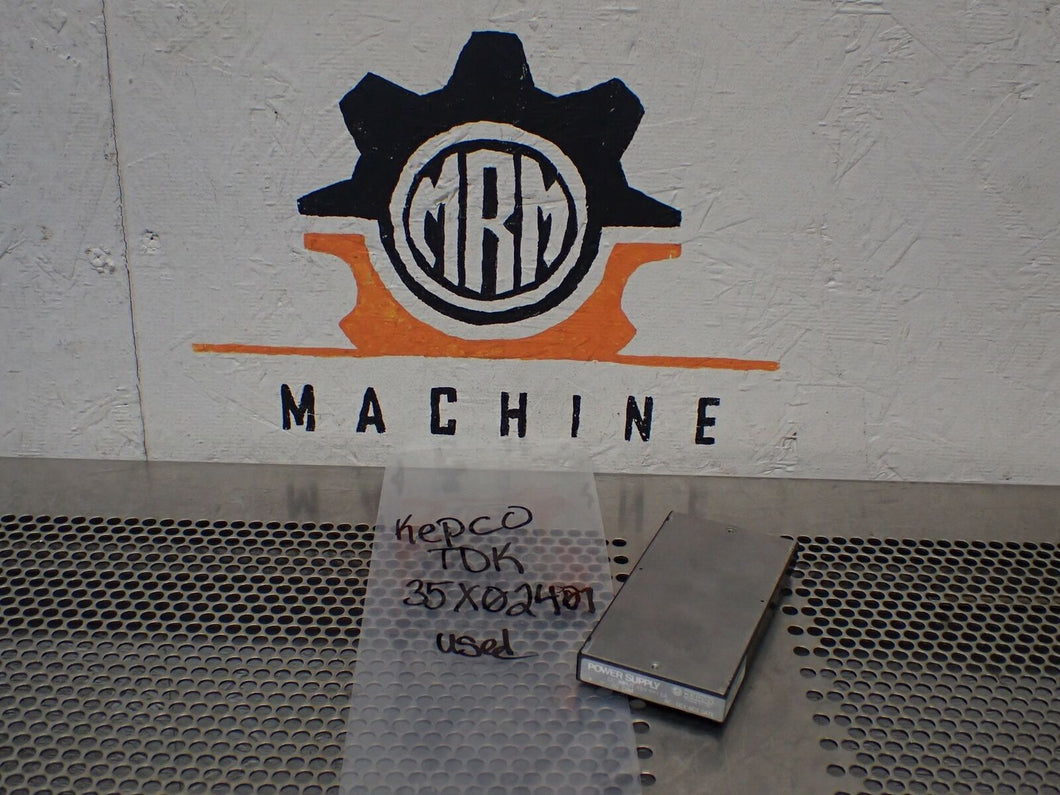 MRM
MACHINE
Kepco
TDK
35X02401
used
POWER SUPPLY